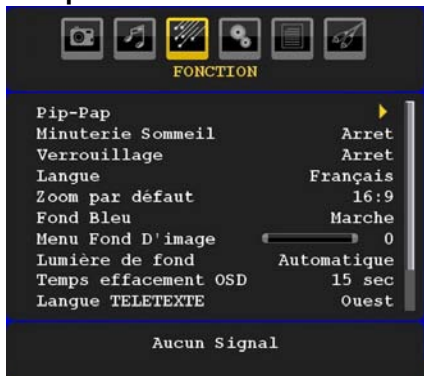 FONCTION
Pip-Pap
Minuterie Sommeil Arret
Verrouillage Arret
Langue Français
Zoom par défaut 16:9
Fond Bleu Marche
Menu Fond D'image 0
Lumière de fond Automatique
Temps effacement OSD 15 sec
Langue TELETEXTE Ouest
Aucun Signal